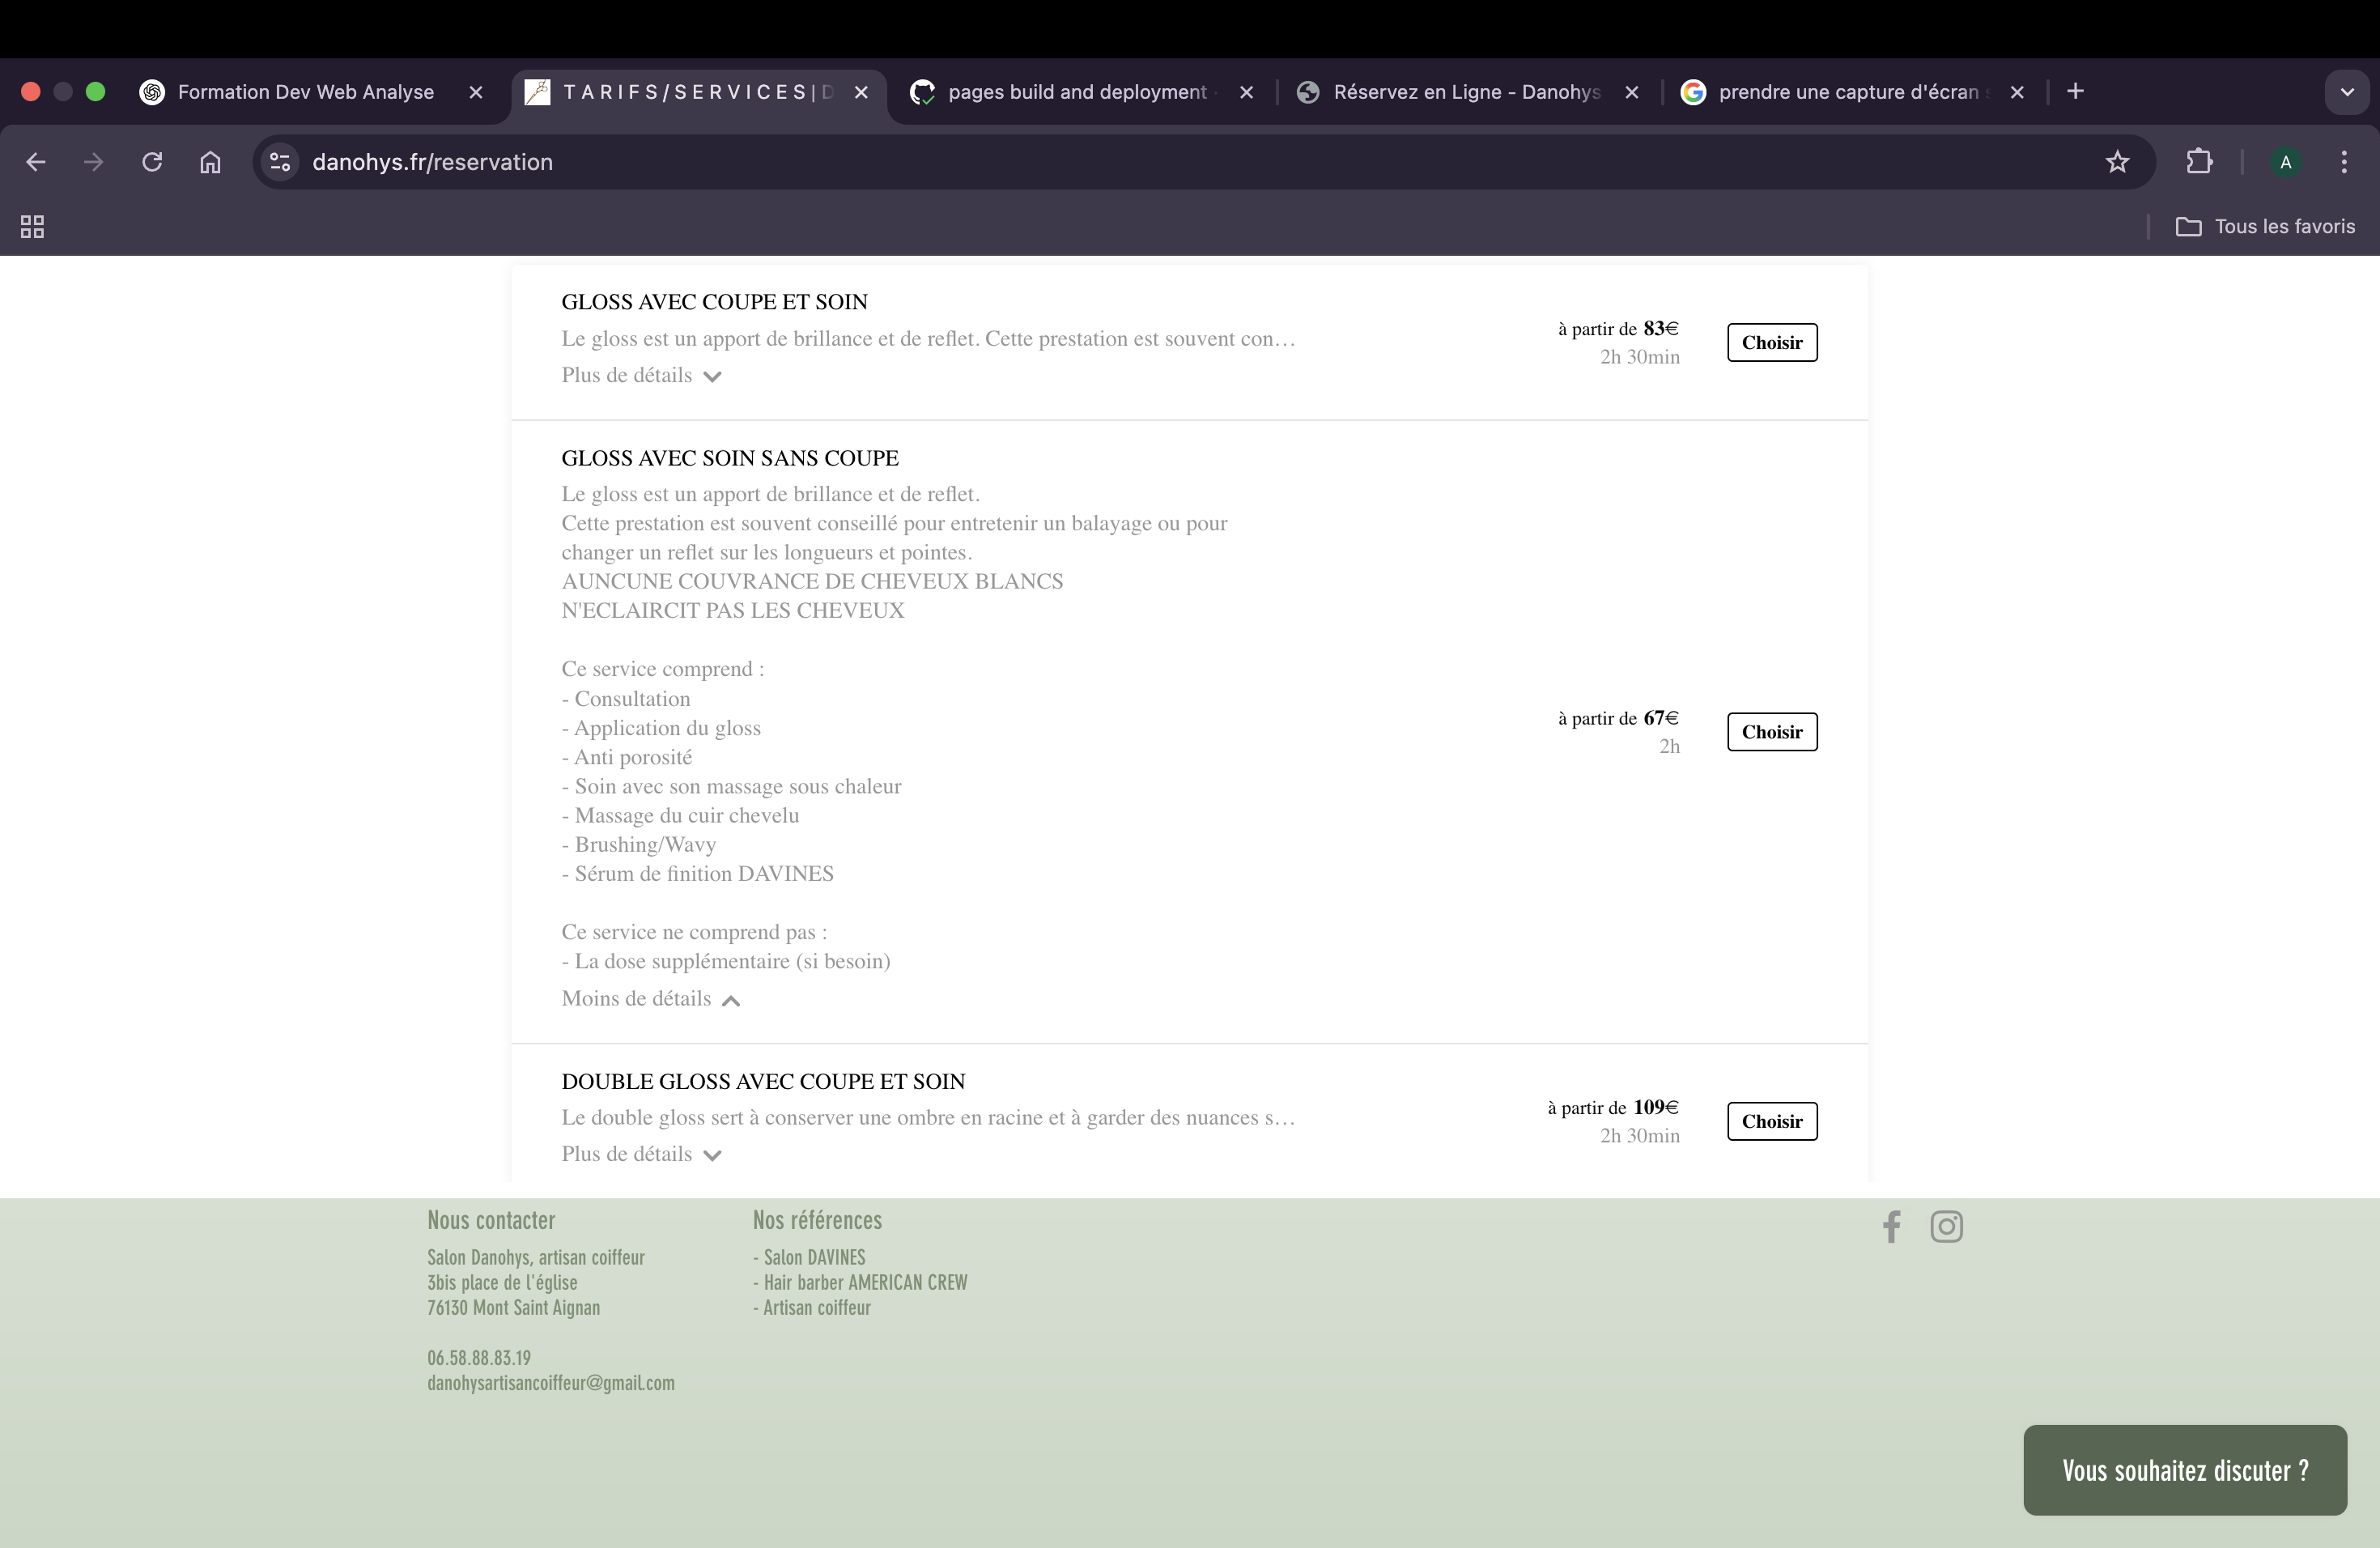 Formation Dev Web Analyse
TARIFS/SERVICES|D
pages build and deployment ·
Réservez en Ligne - Danohys
prendre une capture d'écran s
danohys.fr/reservation
A
Tous les favoris
GLOSS AVEC COUPE ET SOIN
Le gloss est un apport de brillance et de reflet. Cette prestation est souvent con…
Plus de détails
à partir de 83€
2h 30min
Choisir
GLOSS AVEC SOIN SANS COUPE
Le gloss est un apport de brillance et de reflet.
Cette prestation est souvent conseillé pour entretenir un balayage ou pour
changer un reflet sur les longueurs et pointes.
AUNCUNE COUVRANCE DE CHEVEUX BLANCS
N'ECLAIRCIT PAS LES CHEVEUX
Ce service comprend :
- Consultation
- Application du gloss
- Anti porosité
- Soin avec son massage sous chaleur
- Massage du cuir chevelu
- Brushing/Wavy
- Sérum de finition DAVINES
Ce service ne comprend pas :
- La dose supplémentaire (si besoin)
Moins de détails
à partir de 67€
2h
Choisir
DOUBLE GLOSS AVEC COUPE ET SOIN
Le double gloss sert à conserver une ombre en racine et à garder des nuances s…
Plus de détails
à partir de 109€
2h 30min
Choisir
Nous contacter
Salon Danohys, artisan coiffeur
3bis place de l'église
76130 Mont Saint Aignan
06.58.88.83.19
danohysartisancoiffeur@gmail.com
Nos références
- Salon DAVINES
- Hair barber AMERICAN CREW
- Artisan coiffeur
Vous souhaitez discuter ?